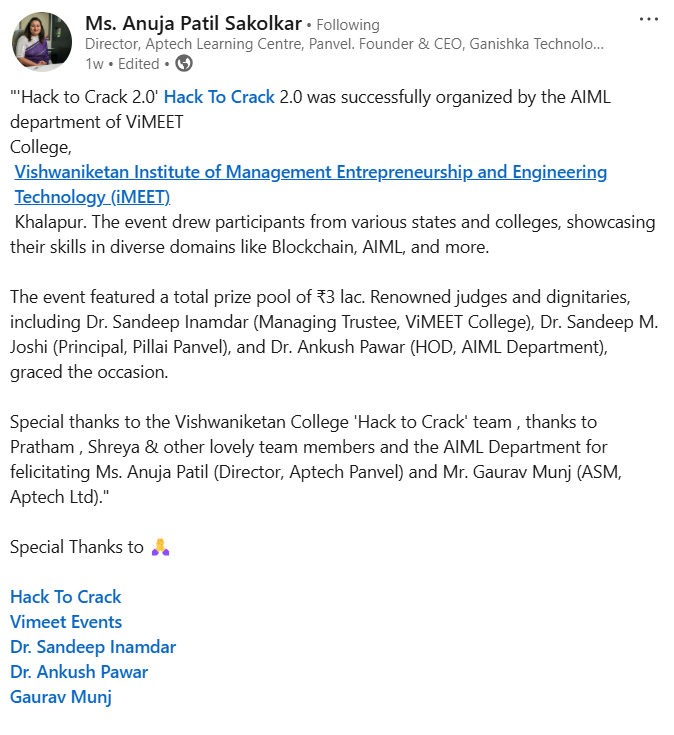 Ms. Anuja Patil Sakolkar • Following
Director, Aptech Learning Centre, Panvel. Founder & CEO, Ganishka Technolo...
1w • Edited •
"'Hack to Crack 2.0' Hack To Crack 2.0 was successfully organized by the AIML
department of ViMEET
College,
Vishwaniketan Institute of Management Entrepreneurship and Engineering
Technology (iMEET)
Khalapur. The event drew participants from various states and colleges, showcasing
their skills in diverse domains like Blockchain, AIML, and more.
The event featured a total prize pool of ₹3 lac. Renowned judges and dignitaries,
including Dr. Sandeep Inamdar (Managing Trustee, ViMEET College), Dr. Sandeep M.
Joshi (Principal, Pillai Panvel), and Dr. Ankush Pawar (HOD, AIML Department),
graced the occasion.
Special thanks to the Vishwaniketan College 'Hack to Crack' team , thanks to
Pratham , Shreya & other lovely team members and the AIML Department for
felicitating Ms. Anuja Patil (Director, Aptech Panvel) and Mr. Gaurav Munj (ASM,
Aptech Ltd)."
Special Thanks to 🙏
Hack To Crack
Vimeet Events
Dr. Sandeep Inamdar
Dr. Ankush Pawar
Gaurav Munj